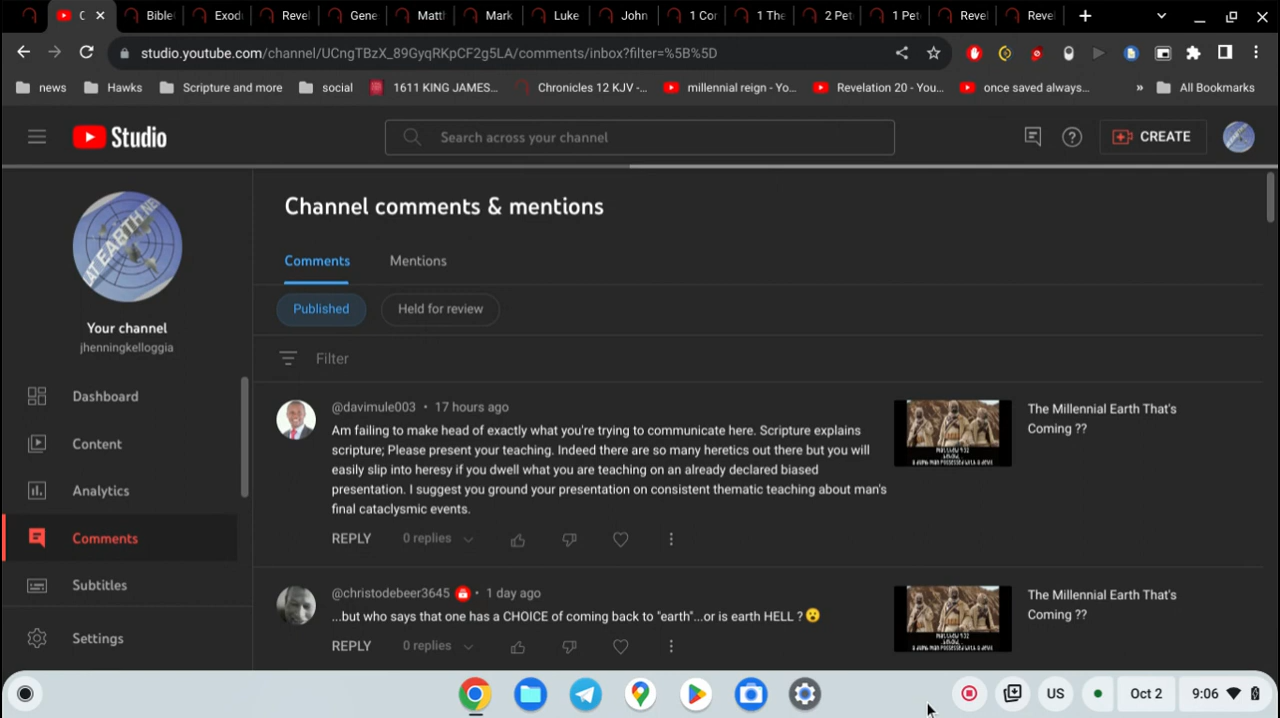 C
Bible
Exod
Revel
Gene
Matt
Mark
Luke
John
1 Cor
1 The
2 Pet
1 Pet
Revel
Revel
studio.youtube.com/channel/UCngTBzX_89GyqRKpCF2g5LA/comments/inbox?filter=%5B%5D
news
Hawks
Scripture and more
social
1611 KING JAMES...
Chronicles 12 KJV -...
millennial reign - Yo...
Revelation 20 - You...
once saved always...
»
All Bookmarks
Studio
Search across your channel
CREATE
AT EARTH NE
Your channel
jhenningkelloggia
Dashboard
Content
Analytics
Comments
Subtitles
Settings
Channel comments & mentions
Comments
Mentions
Published
Held for review
Filter
@davimule003 • 17 hours ago
Am failing to make head of exactly what you're trying to communicate here. Scripture explains
scripture; Please present your teaching. Indeed there are so many heretics out there but you will
easily slip into heresy if you dwell what you are teaching on an already declared biased
presentation. I suggest you ground your presentation on consistent thematic teaching about man's
final cataclysmic events.
REPLY
0 replies
The Millennial Earth That's
Coming ??
@christodebeer3645 • 1 day ago
...but who says that one has a CHOICE of coming back to "earth"...or is earth HELL ? 😮
REPLY
0 replies
The Millennial Earth That's
Coming ??
US
Oct 2
9:06